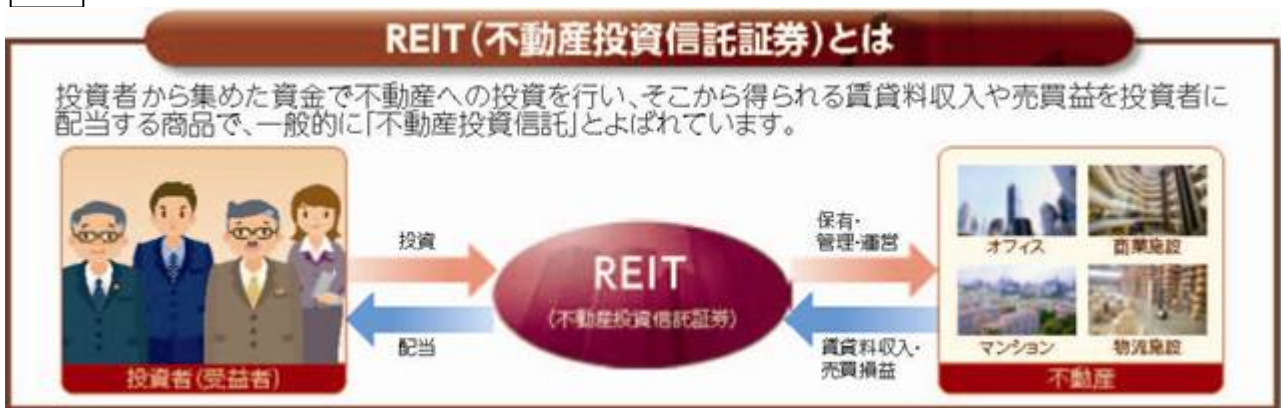 REIT(不動産投資信託証券)とは
投資者から集めた資金で不動産への投資を行い、そこから得られる賃貸料収入や売買益を投資者に
配当する商品で、一般的に「不動産投資信託」とよばれています。
投資
配当
投資者(受益者)
REIT
(不動産投資信託証券)
保有・
管理・運営
賃貸料収入・
売買損益
オフィス
商業施設
マンション
物流施設
不動産